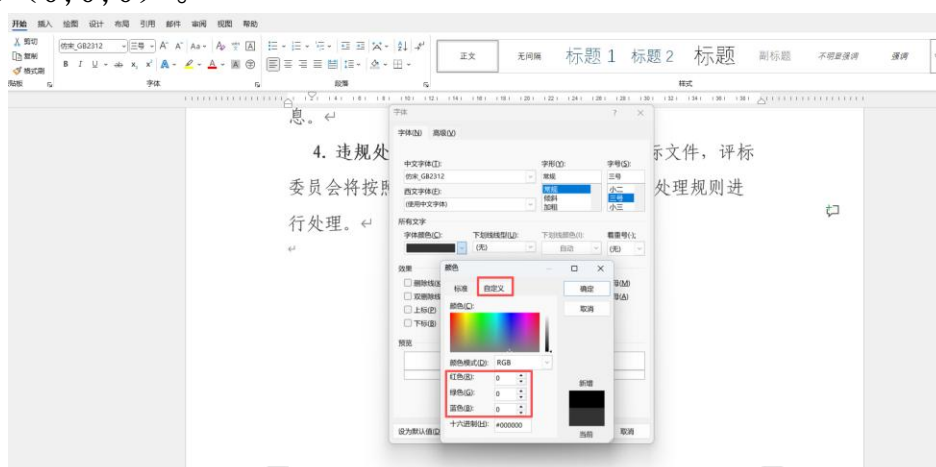 (0,0,0)。
开始 插入 绘图 设计 布局 引用 邮件 审阅 视图 帮助
剪切
复制
格式刷
仿宋_GB2312 三号
字体
段落
样式
正文 无间隔 标题 1 标题 2 标题 副标题 不明显强调 强调
息。
4. 违规处
标文件，评标
委员会将按照
处理规则进
行处理。
字体
字体(N) 高级(V)
中文字体(T): 字形(Y): 字号(S):
仿宋_GB2312 常规 三号
常规 小二
西文字体(F): 倾斜 三号
(使用中文字体) 加粗 小三
所有文字
字体颜色(C): 下划线线型(U): 下划线颜色(I): 着重号(·):
(无) 自动 (无)
效果
删除线(K)
双删除线
上标(P)
下标(B)
(M)
(A)
预览
设为默认值(D) 取消
颜色
标准 自定义 确定
颜色(C): 取消
颜色模式(D): RGB
红色(R): 0
绿色(G): 0
蓝色(B): 0
十六进制(H): #000000
新增
当前